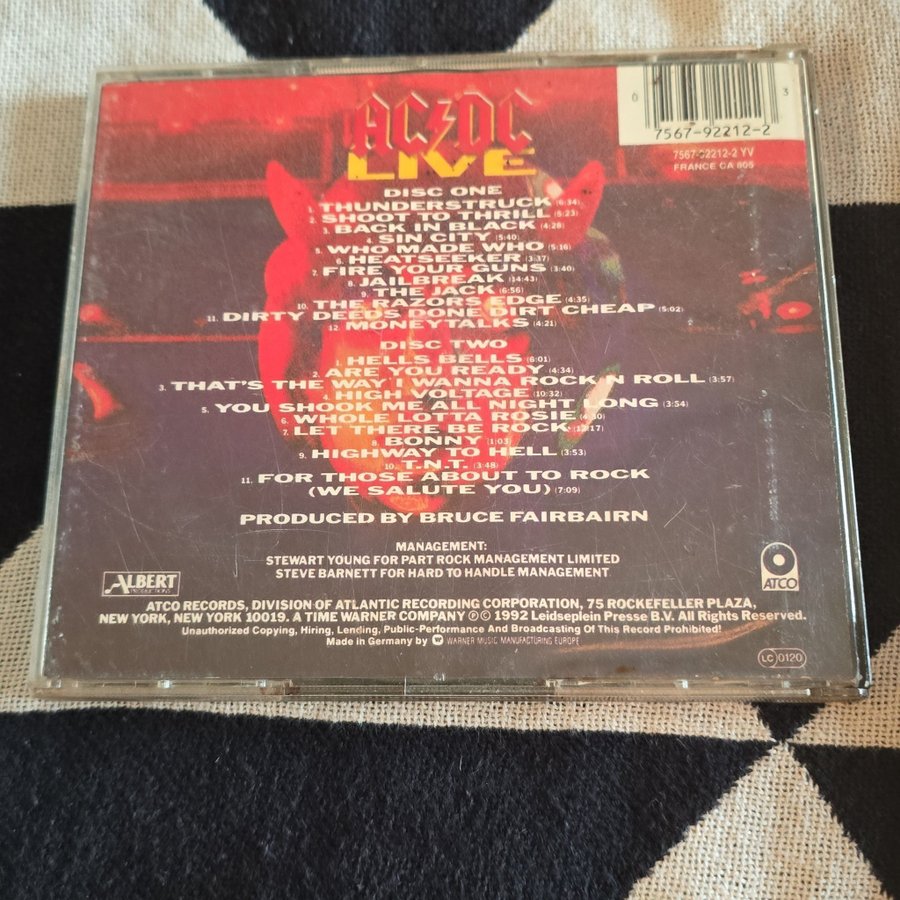 AC/DC
LIVE
0 3
7567-92212-2
7567-92212-2 YV
FRANCE CA 905
DISC ONE
1. THUNDERSTRUCK (6:34)
2. SHOOT TO THRILL (5:23)
3. BACK IN BLACK (4:28)
4. SIN CITY (5:40)
5. WHO MADE WHO (5:16)
6. HEATSEEKER (3:37)
7. FIRE YOUR GUNS (3:40)
8. JAILBREAK (14:43)
9. THE JACK (6:56)
10. THE RAZORS EDGE (4:35)
11. DIRTY DEEDS DONE DIRT CHEAP (5:02)
12. MONEYTALKS (4:21)
DISC TWO
1. HELLS BELLS (6:01)
2. ARE YOU READY (4:34)
3. THAT'S THE WAY I WANNA ROCK N ROLL (3:57)
4. HIGH VOLTAGE (10:32)
5. YOU SHOOK ME ALL NIGHT LONG (3:54)
6. WHOLE LOTTA ROSIE (4:30)
7. LET THERE BE ROCK (12:17)
8. BONNY (1:03)
9. HIGHWAY TO HELL (3:53)
10. T.N.T. (3:48)
11. FOR THOSE ABOUT TO ROCK
(WE SALUTE YOU) (7:09)
PRODUCED BY BRUCE FAIRBAIRN
MANAGEMENT:
STEWART YOUNG FOR PART ROCK MANAGEMENT LIMITED
STEVE BARNETT FOR HARD TO HANDLE MANAGEMENT
ALBERT
PRODUCTIONS
ATCO
ATCO RECORDS, DIVISION OF ATLANTIC RECORDING CORPORATION, 75 ROCKEFELLER PLAZA,
NEW YORK, NEW YORK 10019. A TIME WARNER COMPANY ℗© 1992 Leidseplein Presse B.V. All Rights Reserved.
Unauthorized Copying, Hiring, Lending, Public-Performance And Broadcasting Of This Record Prohibited!
Made in Germany by WARNER MUSIC MANUFACTURING EUROPE
LC 0120